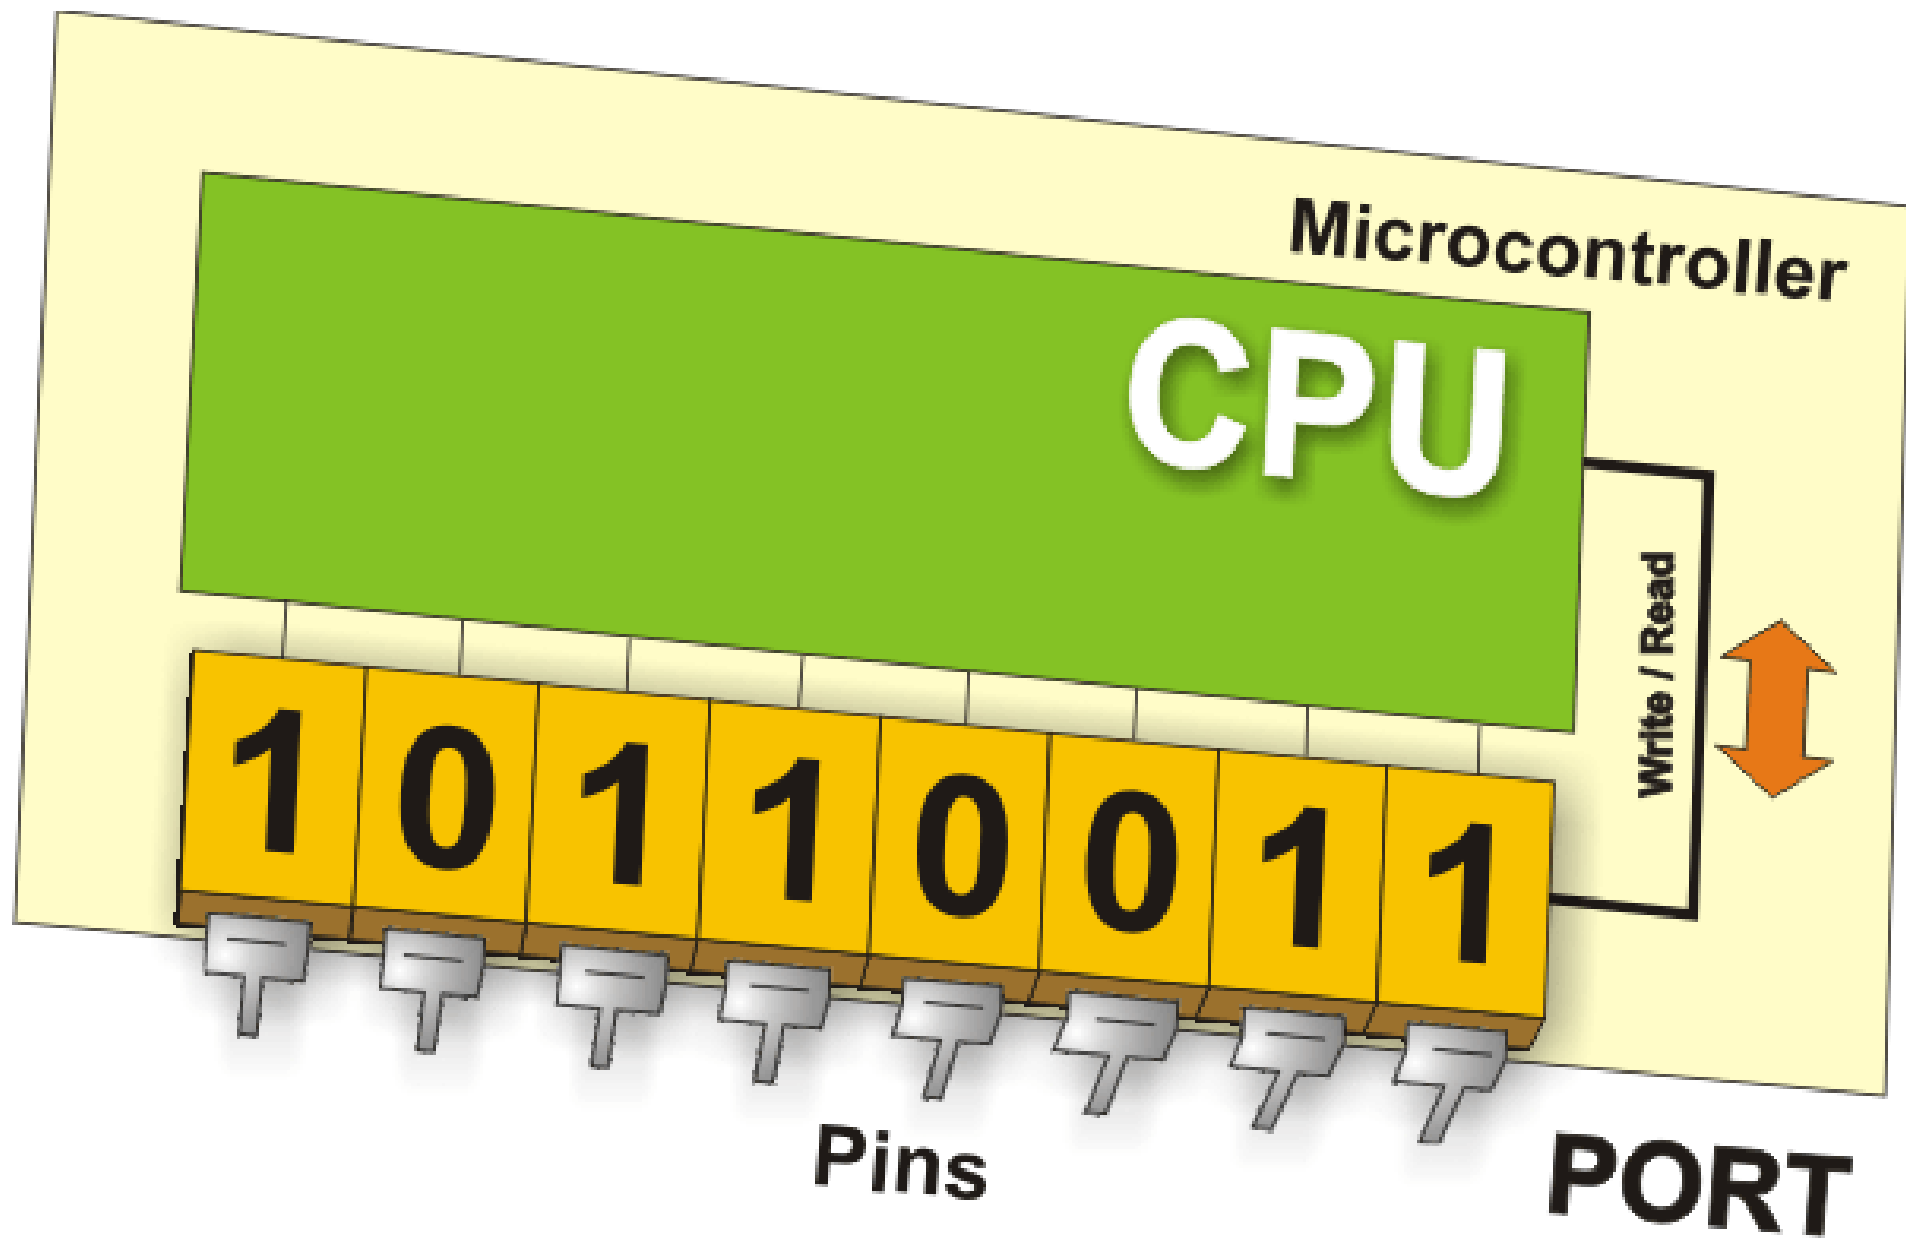 Microcontroller
CPU
Write / Read
1 0 1 1 0 0 1 1
Pins
PORT